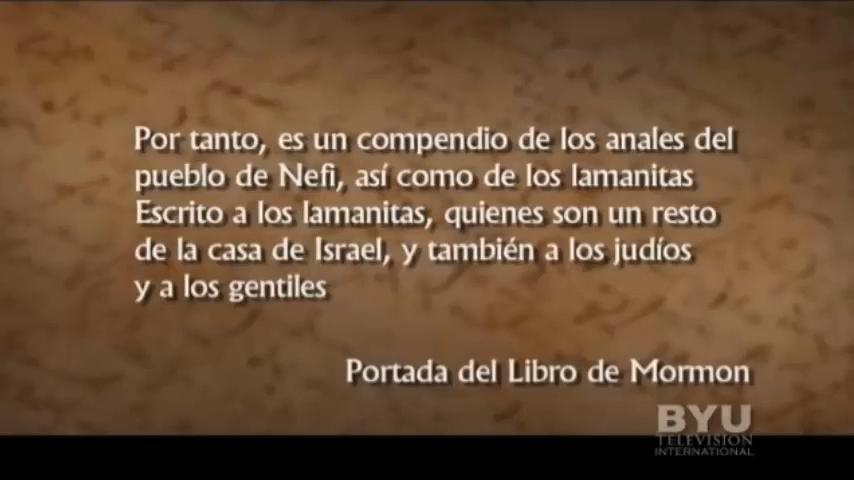 Por tanto, es un compendio de los anales del
pueblo de Nefi, así como de los lamanitas
Escrito a los lamanitas, quienes son un resto
de la casa de Israel, y también a los judíos
y a los gentiles
Portada del Libro de Mormon
BYU
TELEVISION
INTERNATIONAL